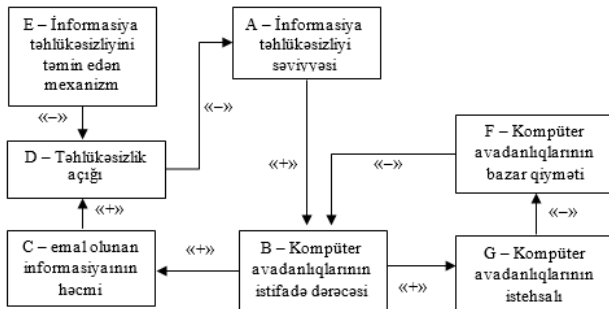 E – İnformasiya
təhlükəsizliyini
təmin edən
mexanizm
A – İnformasiya
təhlükəsizliyi
səviyyəsi
«–»
«–»
D – Təhlükəsizlik
açığı
«+»
F – Kompüter
avadanlıqlarının
bazar qiyməti
«–»
«+»
«–»
C – emal olunan
informasiyaının
həcmi
«+»
B – Kompüter
avadanlıqlarının
istifadə dərəcəsi
«+»
G – Kompüter
avadanlıqlarının
istehsalı